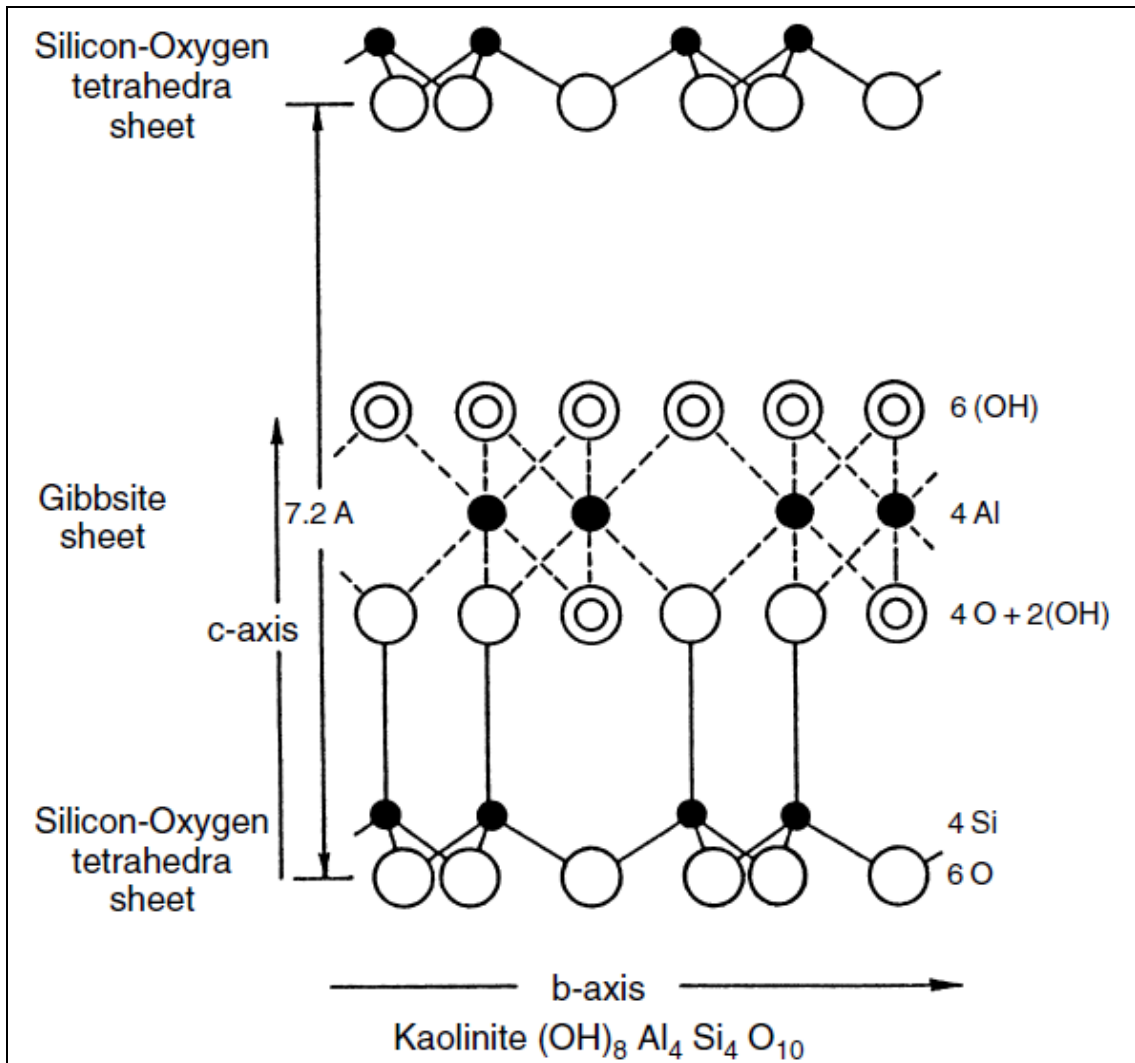 Silicon-Oxygen
tetrahedra
sheet
6 (OH)
Gibbsite
sheet
7.2 A
4 Al
c-axis
4 O + 2(OH)
Silicon-Oxygen
tetrahedra
sheet
4 Si
6 O
b-axis
Kaolinite (OH)₈ Al₄ Si₄ O₁₀